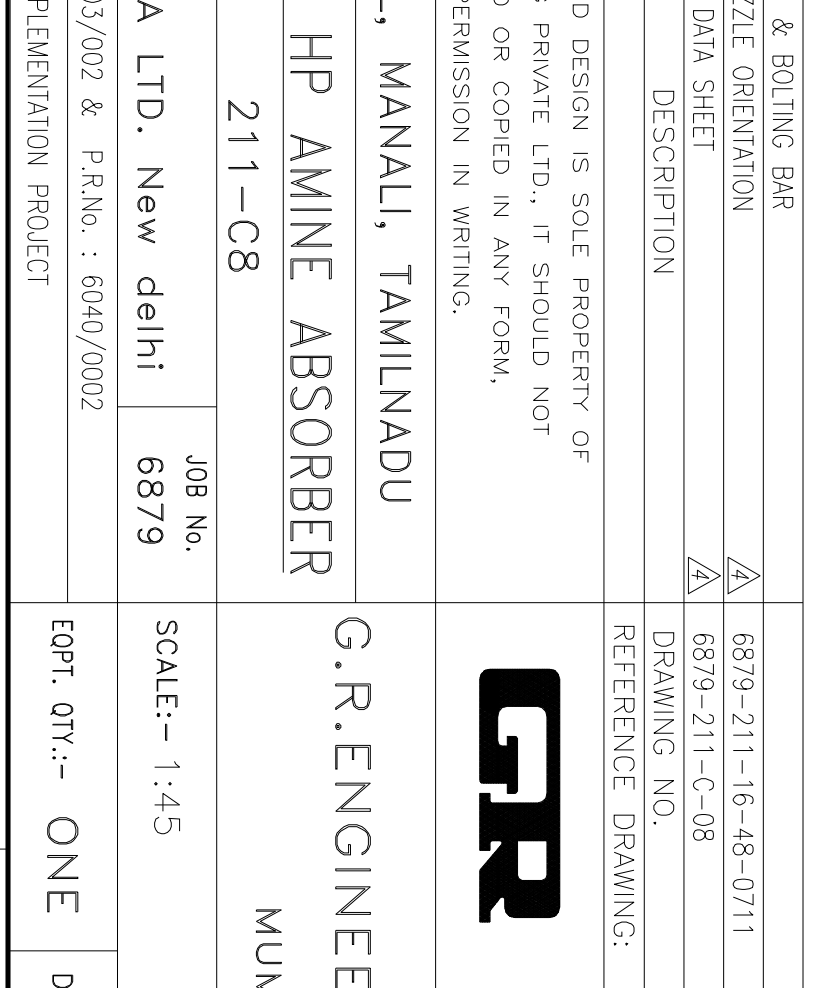 & BOLTING BAR
ZZLE ORIENTATION 4 6879-211-16-48-0711
DATA SHEET 4 6879-211-C-08
DESCRIPTION DRAWING NO.
REFERENCE DRAWING:
D DESIGN IS SOLE PROPERTY OF
G PRIVATE LTD., IT SHOULD NOT
D OR COPIED IN ANY FORM,
PERMISSION IN WRITING.
GR
, MANALI, TAMILNADU
G.R.ENGINEE
HP AMINE ABSORBER
211-C8
MUM
A LTD. New delhi
JOB No.
6879
SCALE:- 1:45
03/002 & P.R.No. : 6040/0002
PLEMENTATION PROJECT
EQPT. QTY.:- ONE
D